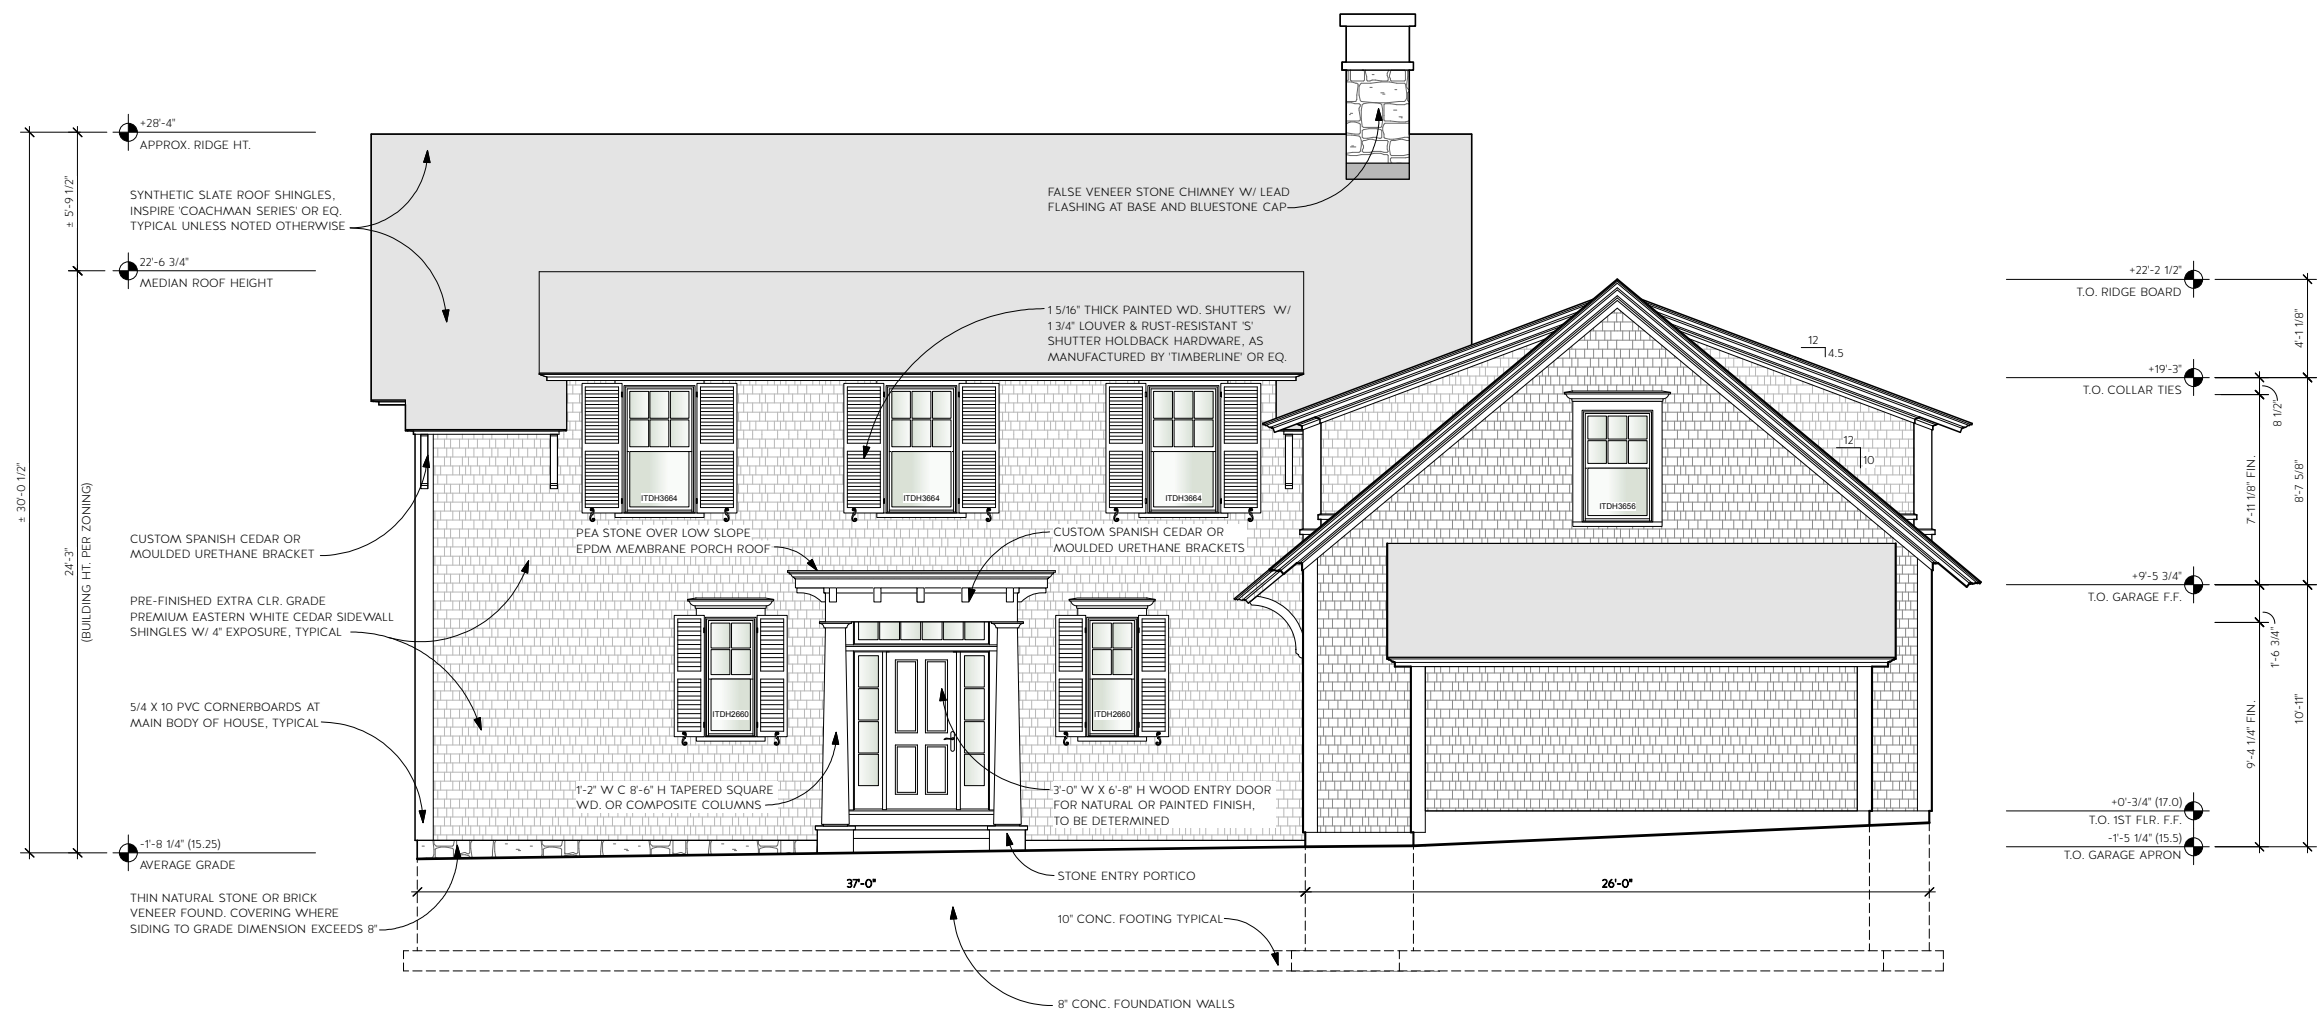 +28'-4"
APPROX. RIDGE HT.
± 5'-9 1/2"
SYNTHETIC SLATE ROOF SHINGLES,
INSPIRE 'COACHMAN SERIES' OR EQ.
TYPICAL UNLESS NOTED OTHERWISE
22'-6 3/4"
MEDIAN ROOF HEIGHT
± 30'-0 1/2"
24'-3"
(BUILDING HT. PER ZONING)
CUSTOM SPANISH CEDAR OR
MOULDED URETHANE BRACKET
PRE-FINISHED EXTRA CLR. GRADE
PREMIUM EASTERN WHITE CEDAR SIDEWALL
SHINGLES W/ 4" EXPOSURE, TYPICAL
5/4 X 10 PVC CORNERBOARDS AT
MAIN BODY OF HOUSE, TYPICAL
-1'-8 1/4" (15.25)
AVERAGE GRADE
THIN NATURAL STONE OR BRICK
VENEER FOUND. COVERING WHERE
SIDING TO GRADE DIMENSION EXCEEDS 8"
FALSE VENEER STONE CHIMNEY W/ LEAD
FLASHING AT BASE AND BLUESTONE CAP
1 5/16" THICK PAINTED WD. SHUTTERS W/
1 3/4" LOUVER & RUST-RESISTANT 'S'
SHUTTER HOLDBACK HARDWARE, AS
MANUFACTURED BY 'TIMBERLINE' OR EQ.
ITDH3664
ITDH3664
ITDH3664
PEA STONE OVER LOW SLOPE
EPDM MEMBRANE PORCH ROOF
CUSTOM SPANISH CEDAR OR
MOULDED URETHANE BRACKETS
ITDH2660
ITDH2660
1'-2" W C 8'-6" H TAPERED SQUARE
WD. OR COMPOSITE COLUMNS
3'-0" W X 6'-8" H WOOD ENTRY DOOR
FOR NATURAL OR PAINTED FINISH,
TO BE DETERMINED
STONE ENTRY PORTICO
37'-0"
26'-0"
10" CONC. FOOTING TYPICAL
8" CONC. FOUNDATION WALLS
12
4.5
12
10
ITDH3656
+22'-2 1/2"
T.O. RIDGE BOARD
4'-1 1/8"
+19'-3"
T.O. COLLAR TIES
8 1/2"
7'-11 1/8" FIN.
8'-7 5/8"
+9'-5 3/4"
T.O. GARAGE F.F.
1'-6 3/4"
9'-4 1/4" FIN.
10'-11"
+0'-3/4" (17.0)
T.O. 1ST FLR. F.F.
-1'-5 1/4" (15.5)
T.O. GARAGE APRON